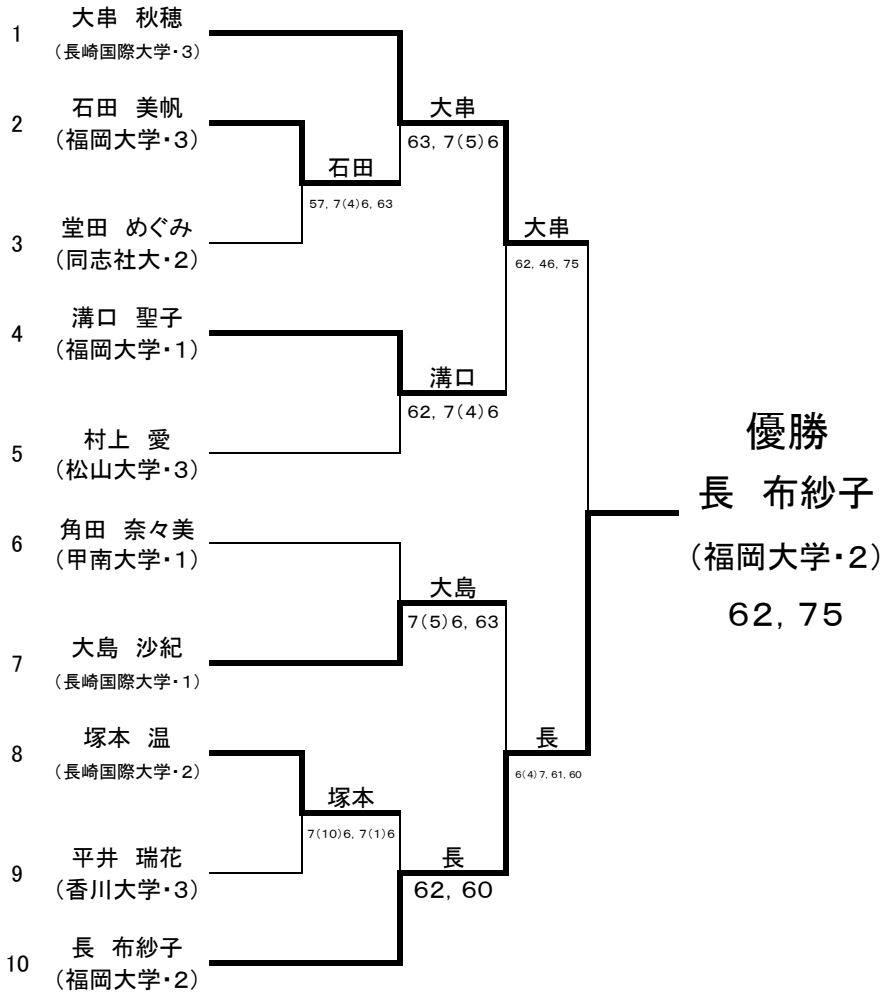 1
大串　秋穂
（長崎国際大学・3）
2
石田　美帆
（福岡大学・3）
3
堂田　めぐみ
（同志社大・2）
4
溝口　聖子
（福岡大学・1）
5
村上　愛
（松山大学・3）
6
角田　奈々美
（甲南大学・1）
7
大島　沙紀
（長崎国際大学・1）
8
塚本　温
（長崎国際大学・2）
9
平井　瑞花
（香川大学・3）
10
長　布紗子
（福岡大学・2）
石田
57, 7(4)6, 63
塚本
7(10)6, 7(1)6
大串
63, 7(5)6
溝口
62, 7(4)6
大島
7(5)6, 63
長
62, 60
大串
62, 46, 75
長
6(4)7, 61, 60
優勝
長　布紗子
（福岡大学・2）
62, 75